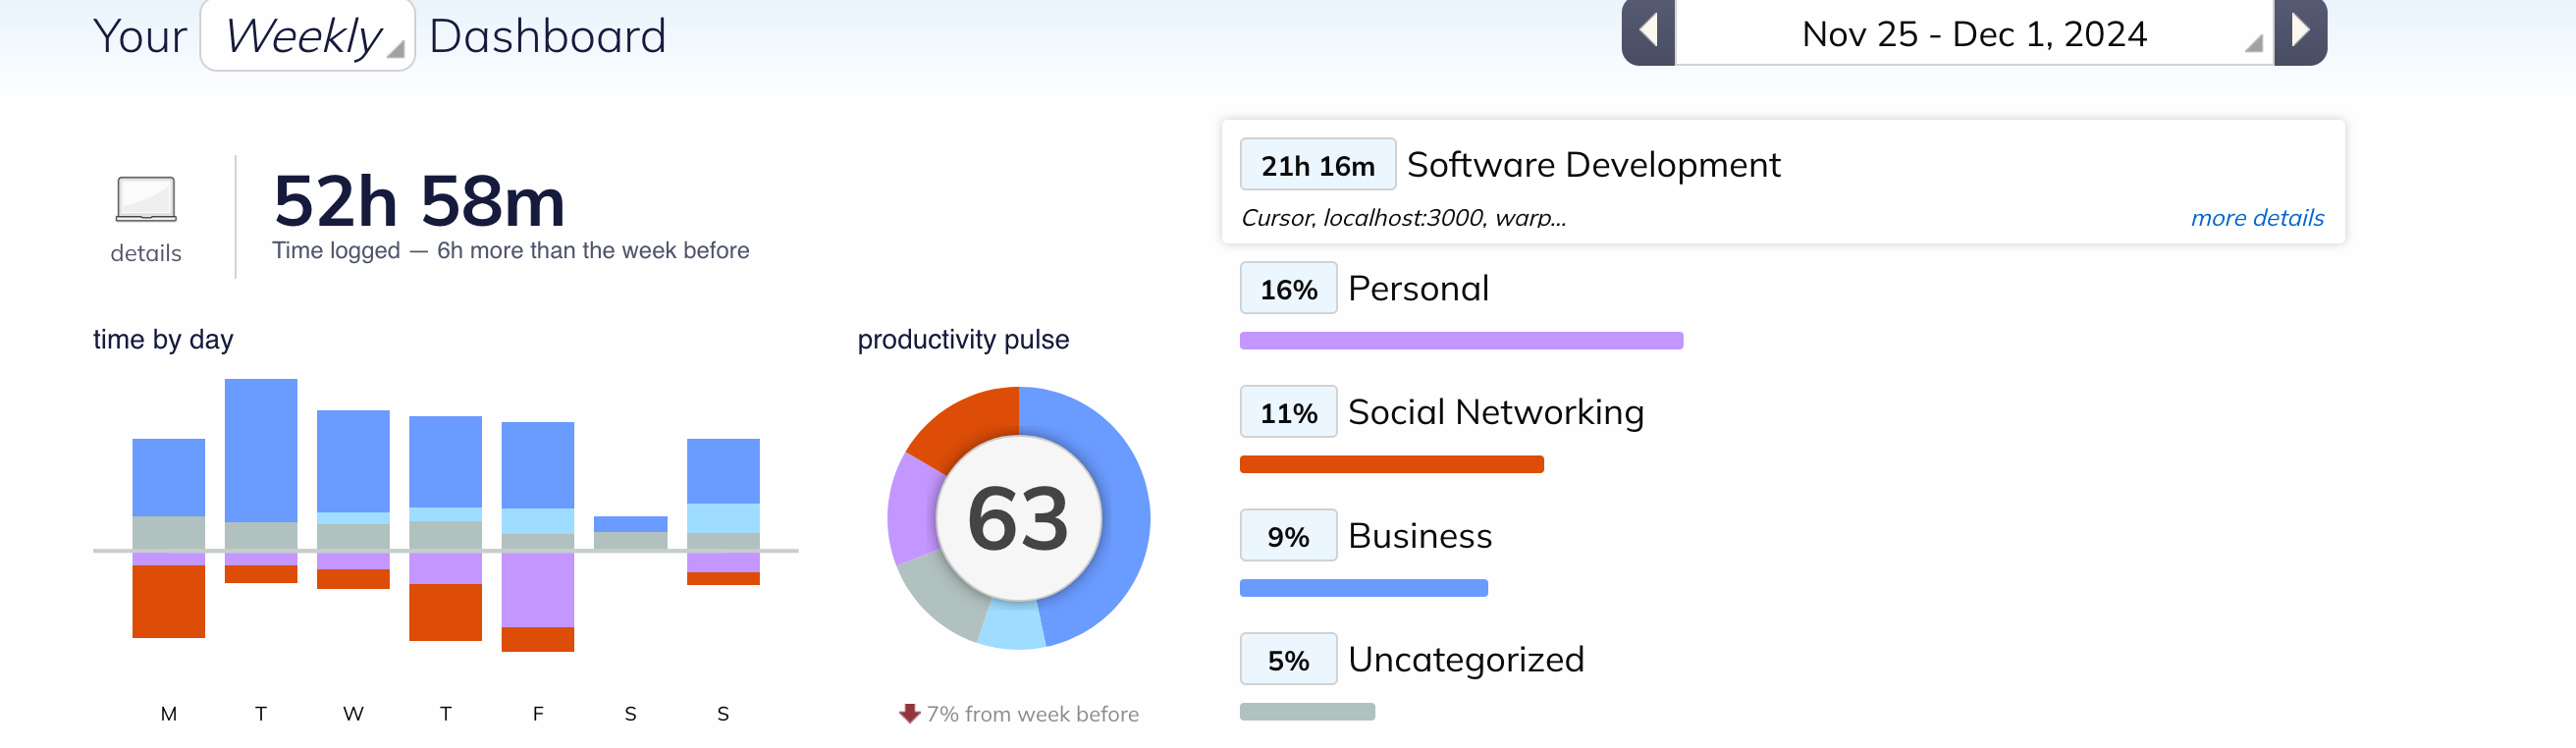 Your Weekly Dashboard
Nov 25 - Dec 1, 2024
details
52h 58m
Time logged — 6h more than the week before
time by day
M T W T F S S
productivity pulse
63
7% from week before
21h 16m Software Development
Cursor, localhost:3000, warp...
more details
16% Personal
11% Social Networking
9% Business
5% Uncategorized